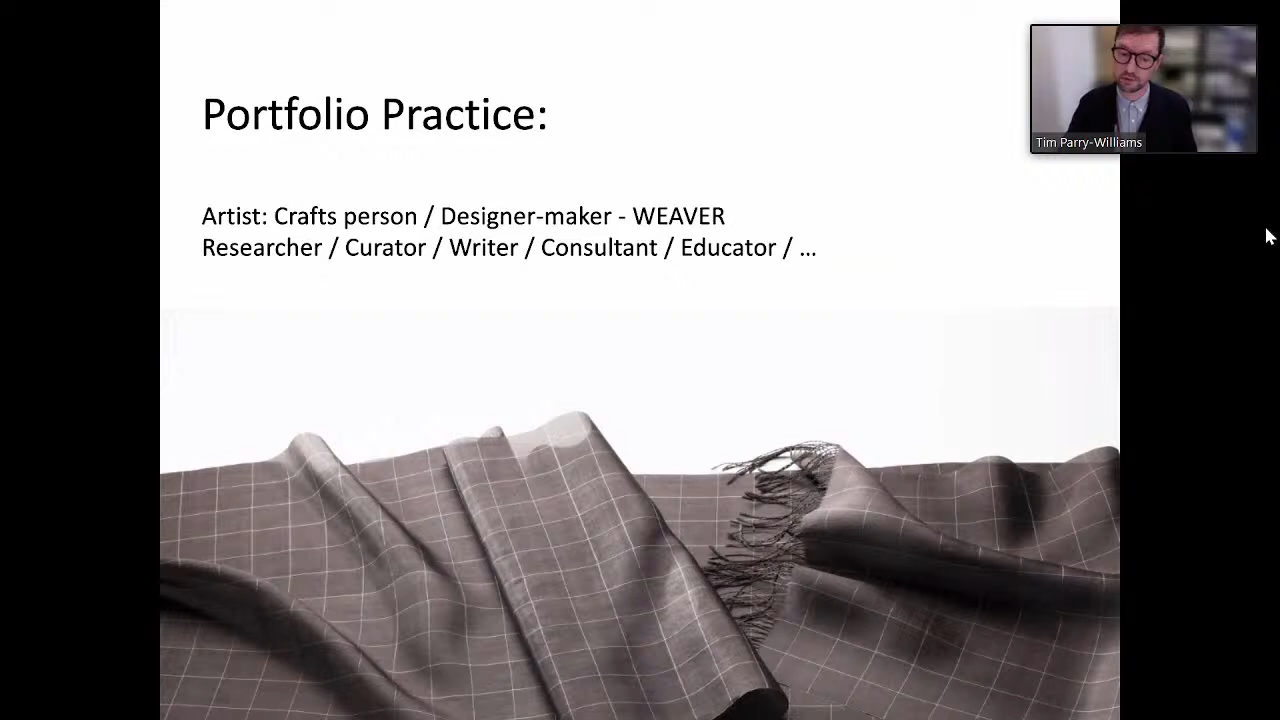 Portfolio Practice:
Artist: Crafts person / Designer-maker - WEAVER
Researcher / Curator / Writer / Consultant / Educator / ...
Tim Parry-Williams